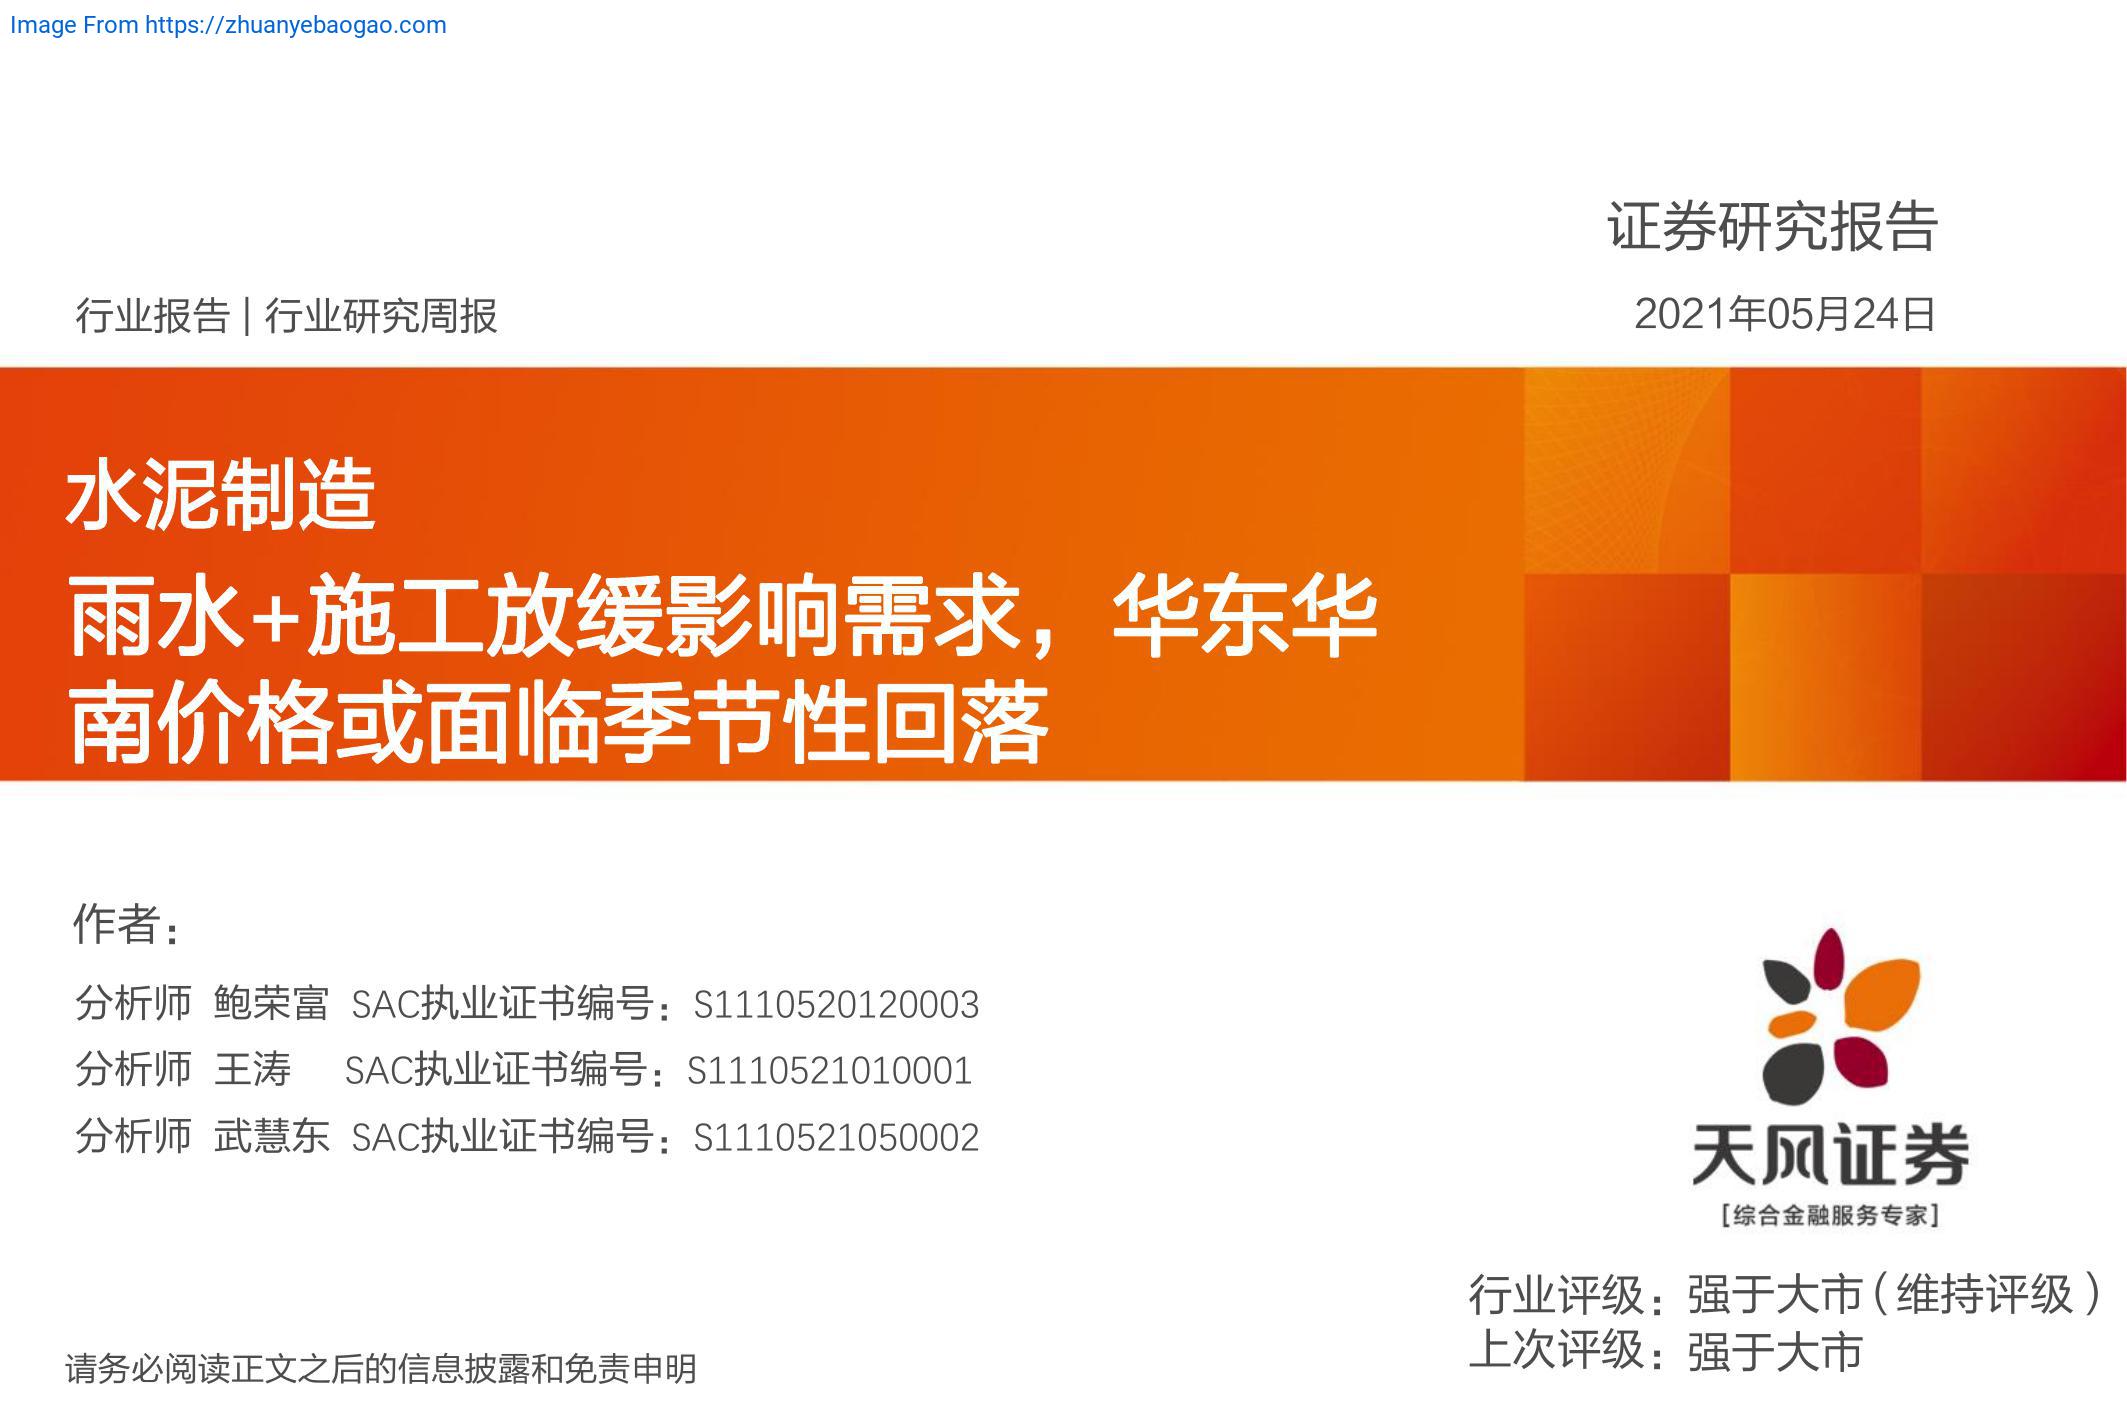 Image From https://zhuanyebaogao.com
证券研究报告
行业报告 | 行业研究周报
2021年05月24日
水泥制造
雨水+施工放缓影响需求，华东华
南价格或面临季节性回落
作者：
分析师 鲍荣富 SAC执业证书编号：S1110520120003
分析师 王涛 SAC执业证书编号：S1110521010001
分析师 武慧东 SAC执业证书编号：S1110521050002
天风证券
[综合金融服务专家]
行业评级：强于大市（维持评级）
上次评级：强于大市
请务必阅读正文之后的信息披露和免责申明